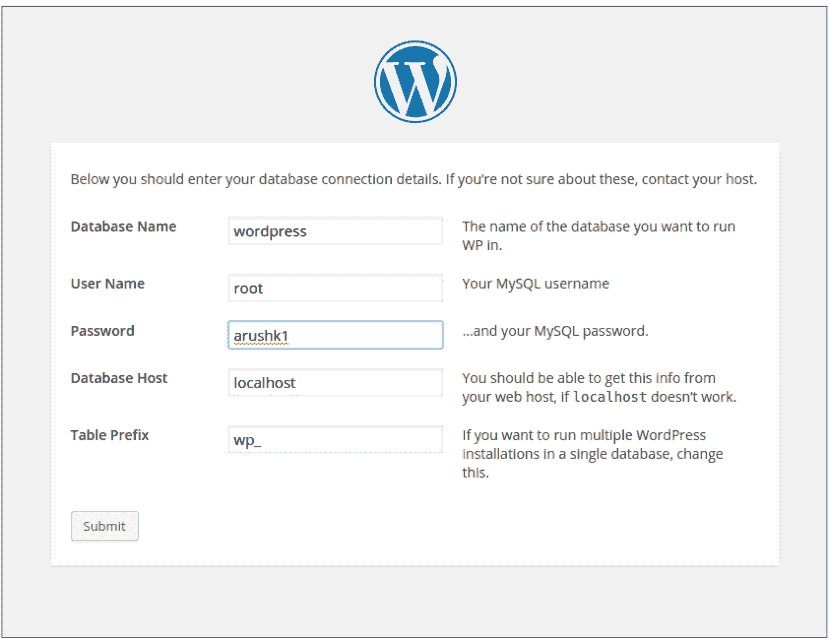 W
Below you should enter your database connection details. If you're not sure about these, contact your host.
Database Name
wordpress
The name of the database you want to run
WP in.
User Name
root
Your MySQL username
Password
arushk1
...and your MySQL password.
Database Host
localhost
You should be able to get this info from
your web host, if localhost doesn't work.
Table Prefix
wp_
If you want to run multiple WordPress
installations in a single database, change
this.
Submit